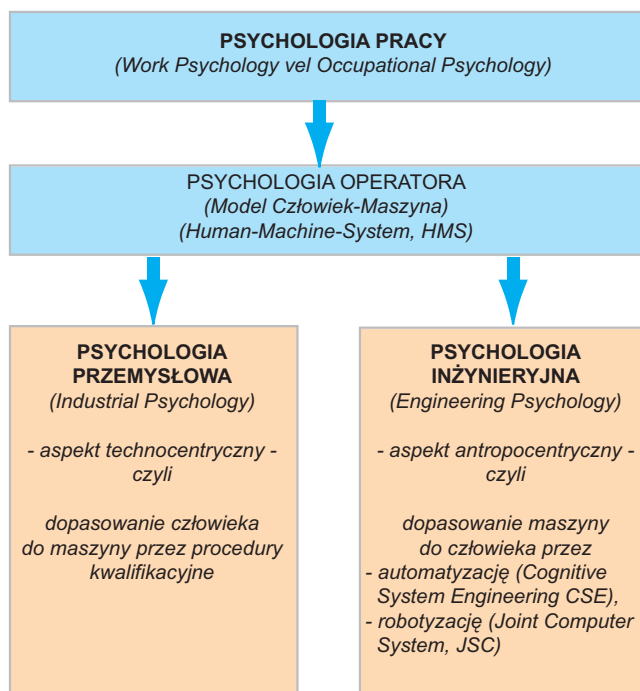 PSYCHOLOGIA PRACY
(Work Psychology vel Occupational Psychology)
PSYCHOLOGIA OPERATORA
(Model Człowiek-Maszyna)
(Human-Machine-System, HMS)
PSYCHOLOGIA
PRZEMYSŁOWA
(Industrial Psychology)
- aspekt technocentryczny -
czyli
dopasowanie człowieka
do maszyny przez procedury
kwalifikacyjne
PSYCHOLOGIA
INŻYNIERYJNA
(Engineering Psychology)
- aspekt antropocentryczny -
czyli
dopasowanie maszyny
do człowieka przez
- automatyzację (Cognitive
System Engineering CSE),
- robotyzację (Joint Computer
System, JSC)